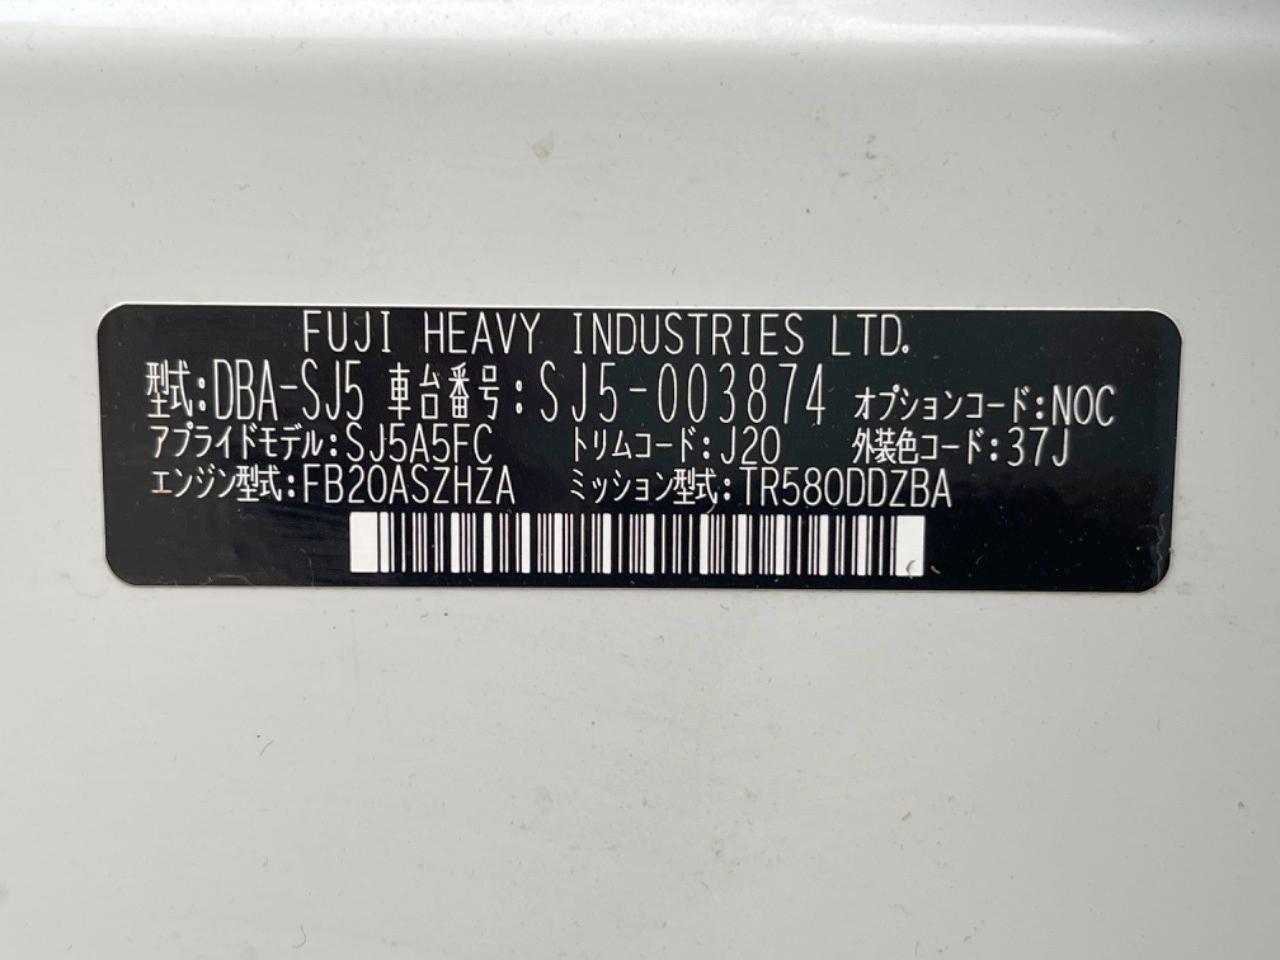 FUJI HEAVY INDUSTRIES LTD.
型式:DBA-SJ5 車台番号:SJ5-003874 オプションコード:NOC
アプライドモデル:SJ5A5FC トリムコード:J20 外装色コード:37J
エンジン型式:FB20ASZHZA ミッション型式:TR580DDZBA